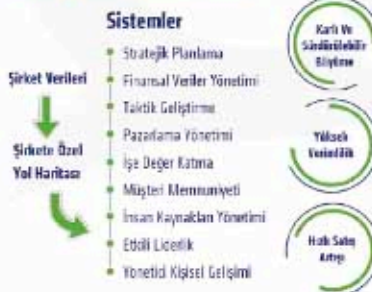 Sistemler
Şirket Verileri
Şirkete Özel
Yol Haritası
Stratejik Planlama
Finansal Veriler Yönetimi
Taktik Geliştirme
Pazarlama Yönetimi
İşe Değer Katma
Müşteri Memnuniyeti
İnsan Kaynakları Yönetimi
Etkili Liderlik
Yönetici Kişisel Gelişimi
Karlı Ve
Sürdürülebilir
Büyüme
Yüksek
Verimlilik
Hızlı Satış
Artışı